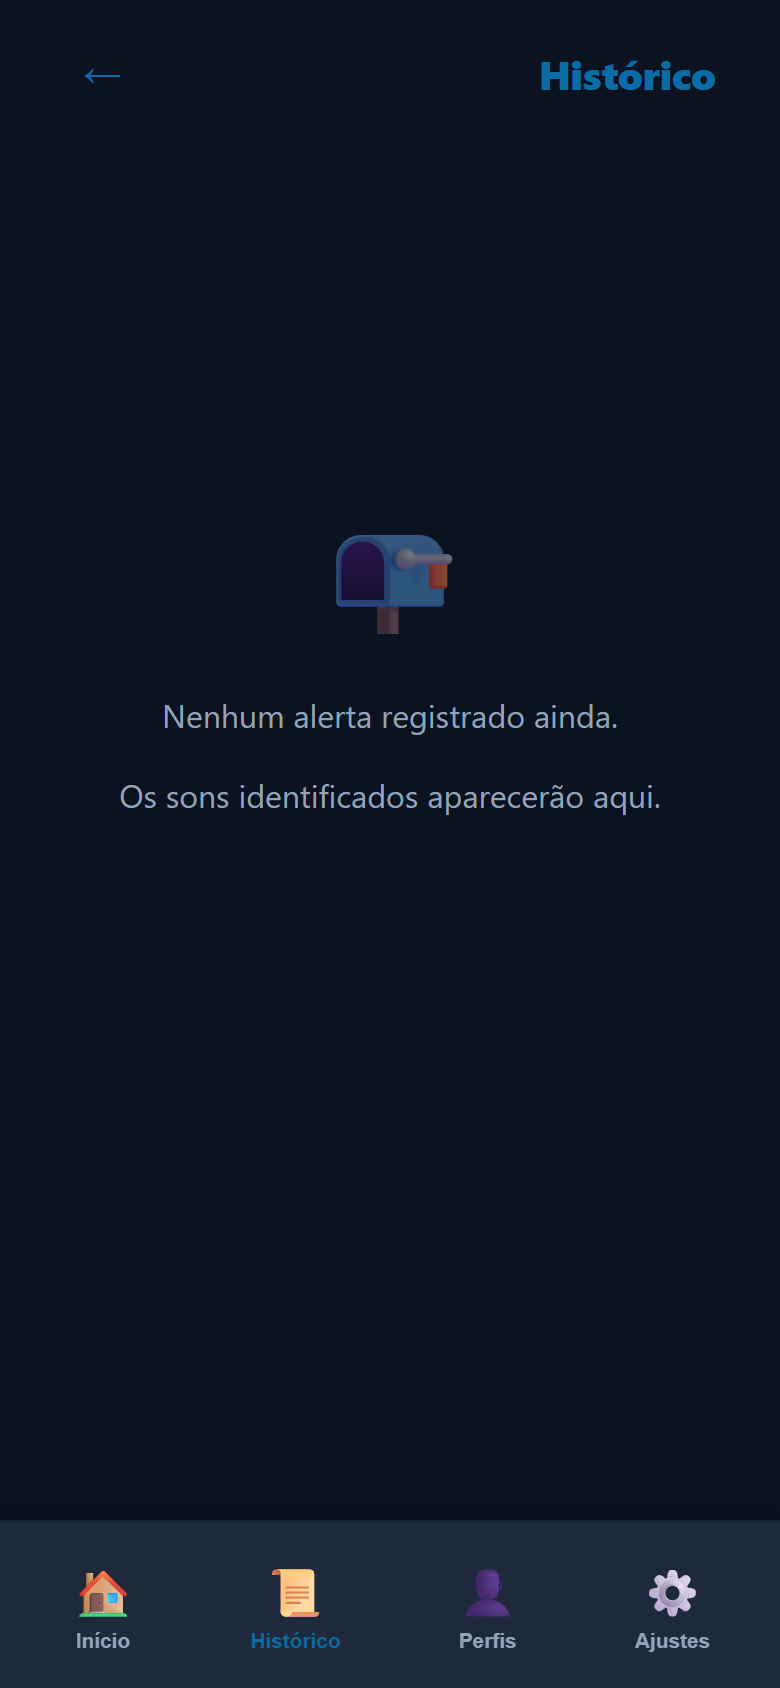 ← Histórico
Nenhum alerta registrado ainda.
Os sons identificados aparecerão aqui.
Início Histórico Perfis Ajustes